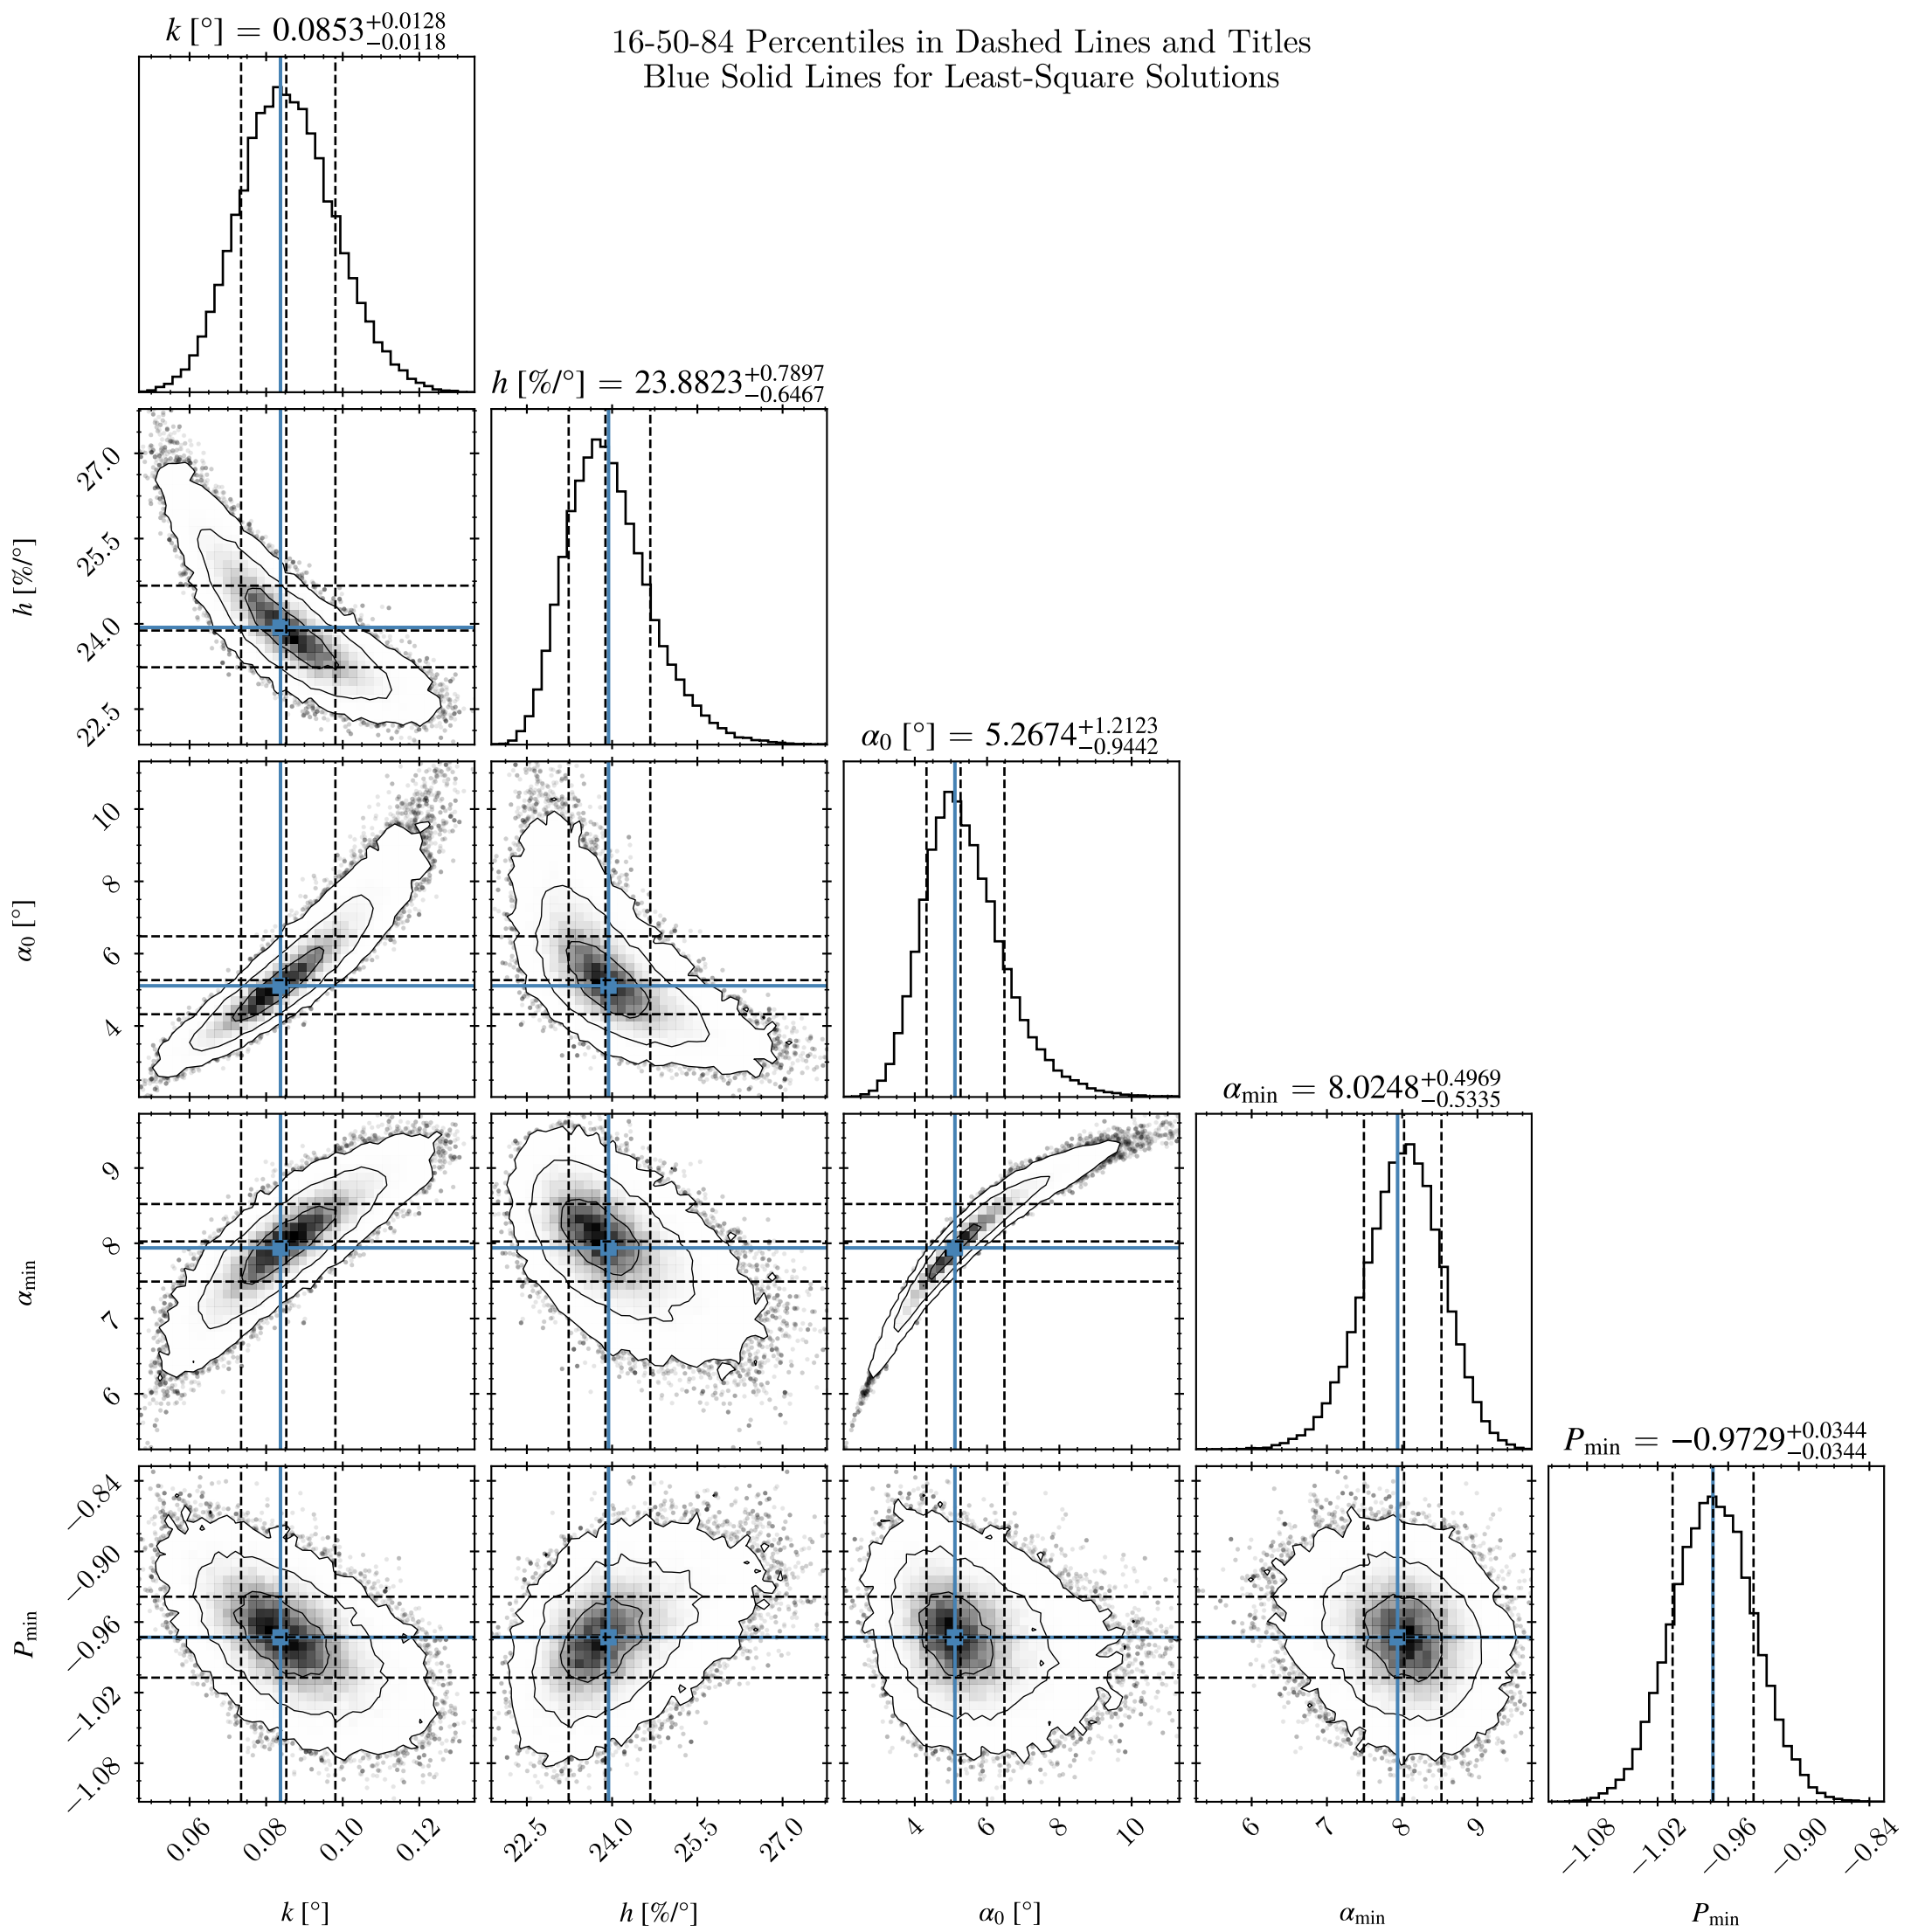 k [°] = 0.0853 +0.0128 −0.0118
16-50-84 Percentiles in Dashed Lines and Titles
Blue Solid Lines for Least-Square Solutions
h [%/°] = 23.8823 +0.7897 −0.6467
27.0
25.5
24.0
22.5
h [%/°]
α0 [°] = 5.2674 +1.2123 −0.9442
10
8
6
4
α0 [°]
αmin = 8.0248 +0.4969 −0.5335
9
8
7
6
αmin
Pmin = −0.9729 +0.0344 −0.0344
−0.84
−0.90
−0.96
−1.02
−1.08
Pmin
0.06 0.08 0.10 0.12
22.5 24.0 25.5 27.0
4 6 8 10
6 7 8 9
−1.08 −1.02 −0.96 −0.90 −0.84
k [°]
h [%/°]
α0 [°]
αmin
Pmin